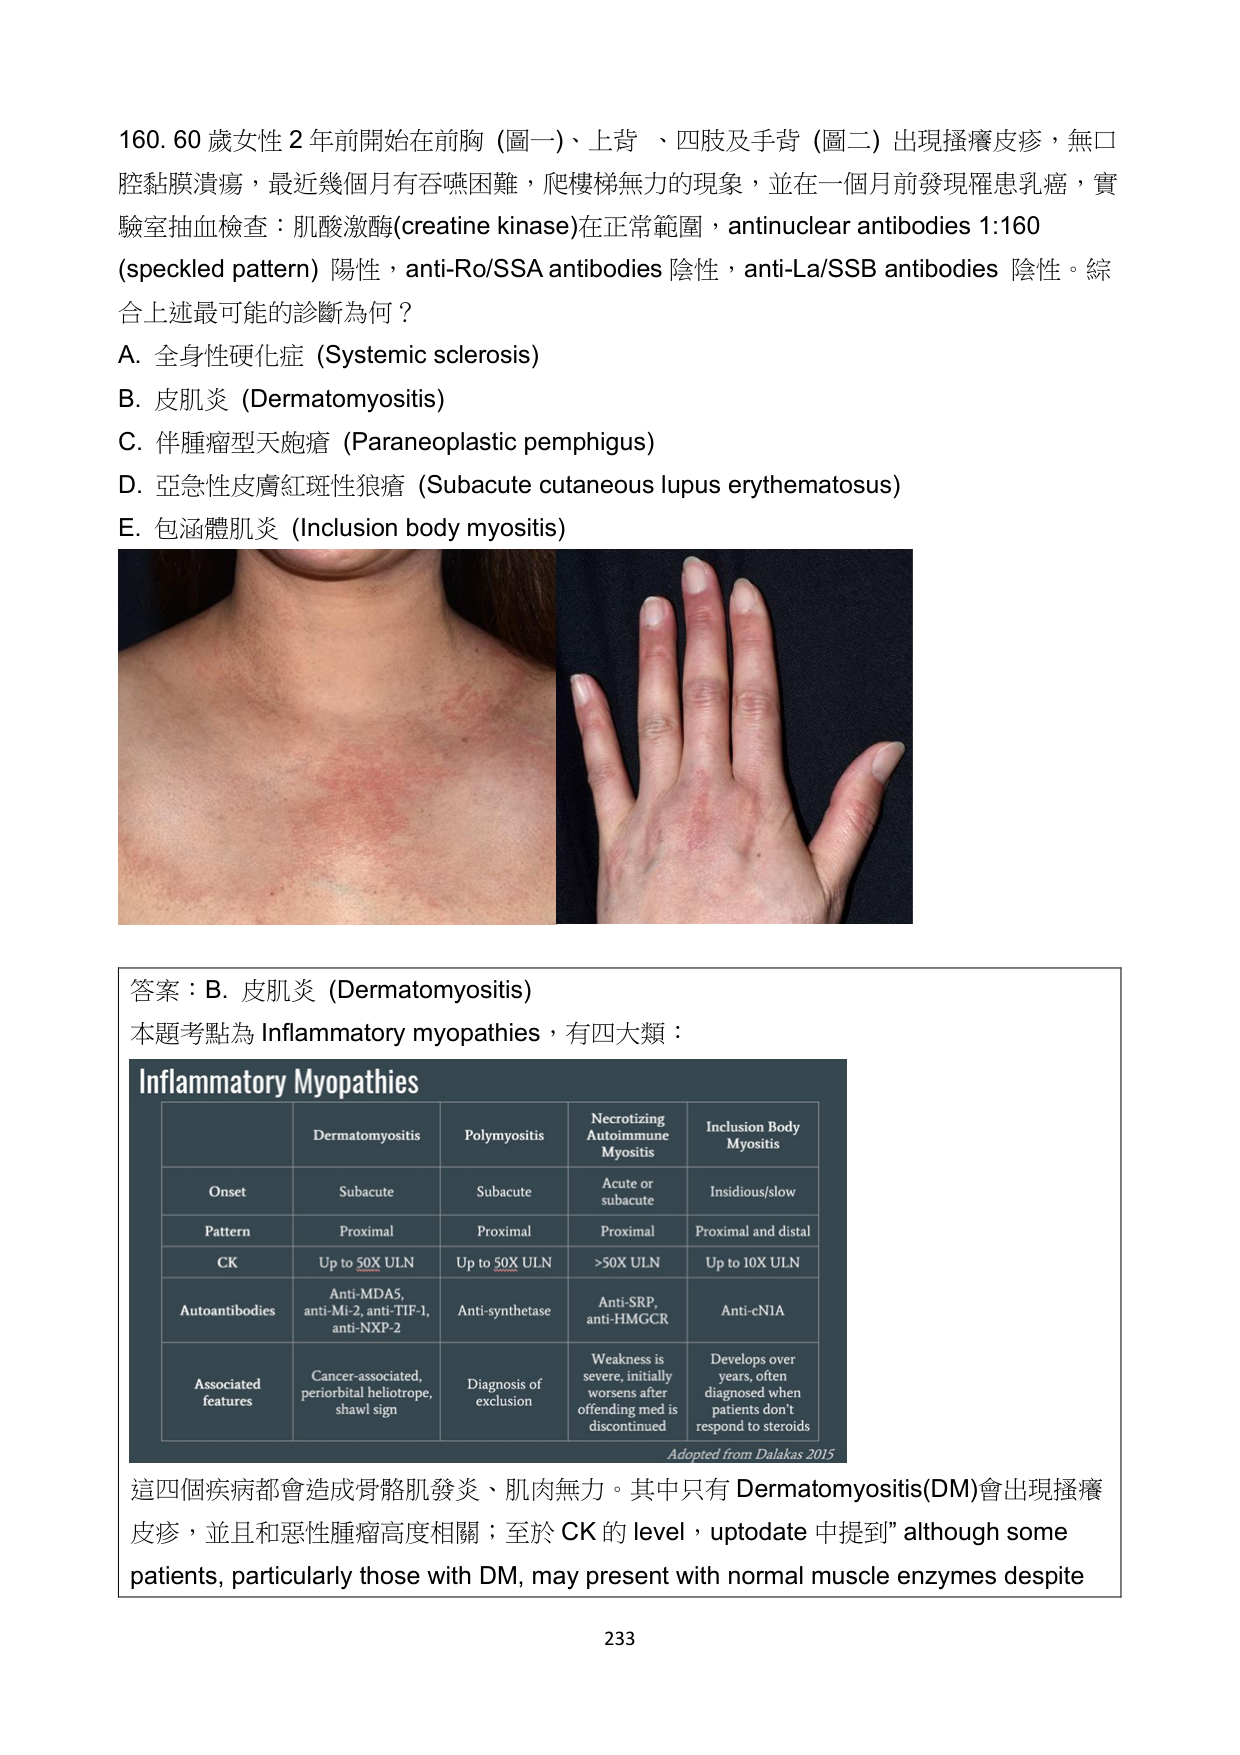 160. 60 歲女性 2 年前開始在前胸 (圖一)、上背 、四肢及手背 (圖二) 出現搔癢皮疹，無口
腔黏膜潰瘍，最近幾個月有吞嚥困難，爬樓梯無力的現象，並在一個月前發現罹患乳癌，實
驗室抽血檢查：肌酸激酶(creatine kinase)在正常範圍，antinuclear antibodies 1:160
(speckled pattern) 陽性，anti-Ro/SSA antibodies 陰性，anti-La/SSB antibodies 陰性。綜
合上述最可能的診斷為何？
A. 全身性硬化症 (Systemic sclerosis)
B. 皮肌炎 (Dermatomyositis)
C. 伴腫瘤型天皰瘡 (Paraneoplastic pemphigus)
D. 亞急性皮膚紅斑性狼瘡 (Subacute cutaneous lupus erythematosus)
E. 包涵體肌炎 (Inclusion body myositis)
答案：B. 皮肌炎 (Dermatomyositis)
本題考點為 Inflammatory myopathies，有四大類：
Inflammatory Myopathies
Dermatomyositis Polymyositis Necrotizing Autoimmune Myositis Inclusion Body Myositis
Onset Subacute Subacute Acute or subacute Insidious/slow
Pattern Proximal Proximal Proximal Proximal and distal
CK Up to 50X ULN Up to 50X ULN >50X ULN Up to 10X ULN
Autoantibodies Anti-MDA5, anti-Mi-2, anti-TIF-1, anti-NXP-2 Anti-synthetase Anti-SRP, anti-HMGCR Anti-cN1A
Associated features Cancer-associated, periorbital heliotrope, shawl sign Diagnosis of exclusion Weakness is severe, initially worsens after offending med is discontinued Develops over years, often diagnosed when patients don't respond to steroids
Adopted from Dalakas 2015
這四個疾病都會造成骨骼肌發炎、肌肉無力。其中只有 Dermatomyositis(DM)會出現搔癢
皮疹，並且和惡性腫瘤高度相關；至於 CK 的 level，uptodate 中提到” although some
patients, particularly those with DM, may present with normal muscle enzymes despite
233